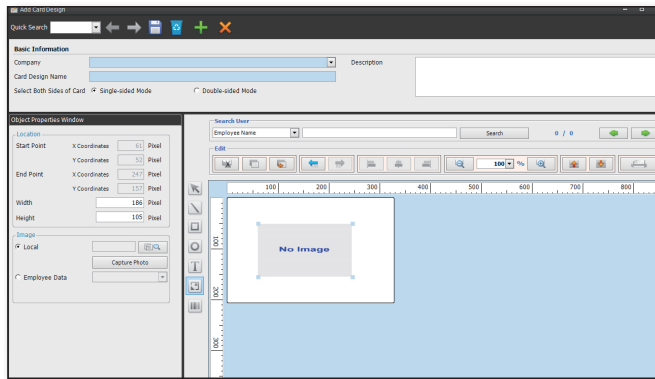 Add CardDesign
Quick Search
Basic Information
Company
Description
Card Design Name
Select Both Sides of Card Single-sided Mode Double-sided Mode
Object Properties Window
Location
Start Point X Coordinates 61 Pixel
Y Coordinates 52 Pixel
End Point X Coordinates 247 Pixel
Y Coordinates 157 Pixel
Width 186 Pixel
Height 105 Pixel
Image
Local
Capture Photo
Employee Data
Search User
Employee Name Search 0 / 0
Edit
100 %
100 200 300 400 500 600 700 800
100
200
300
T
No Image